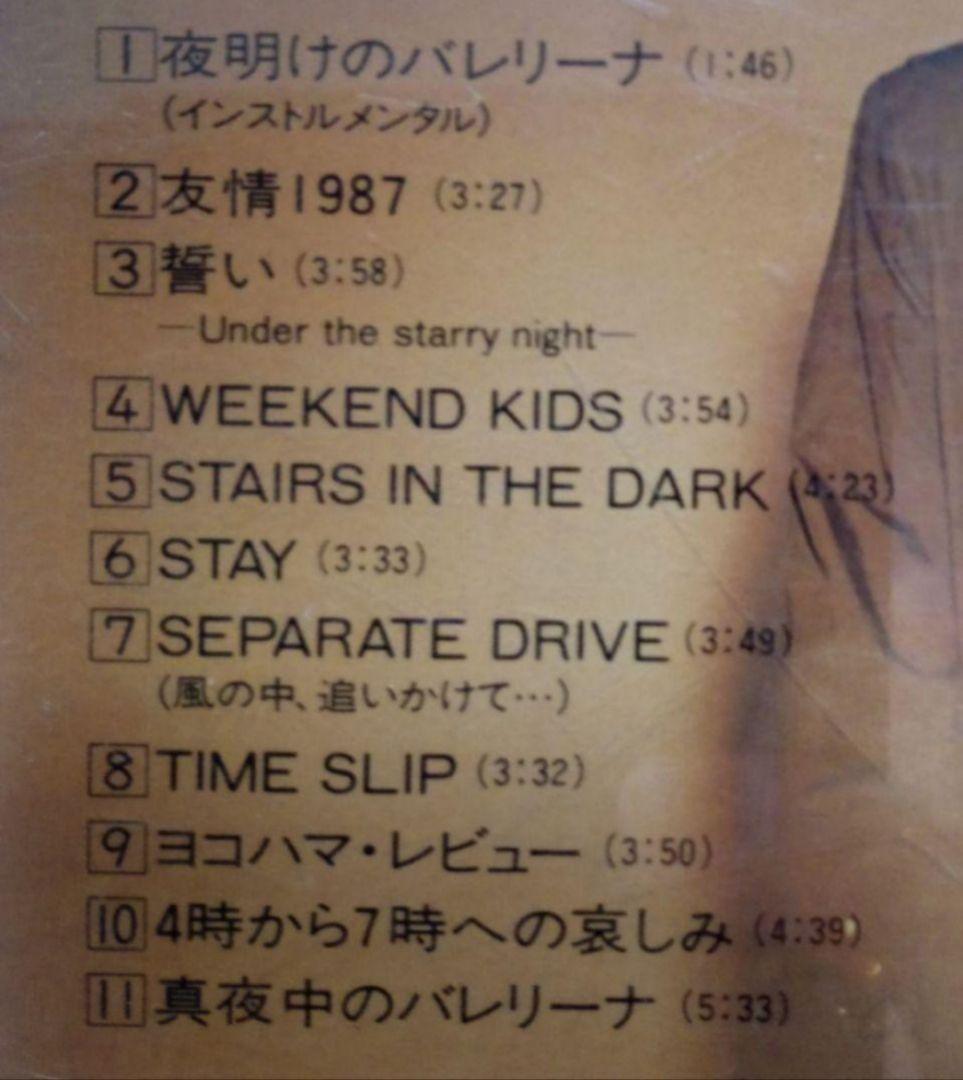 1 夜明けのバレリーナ (1:46)
(インストルメンタル)
2 友情1987 (3:27)
3 誓い (3:58)
—Under the starry night—
4 WEEKEND KIDS (3:54)
5 STAIRS IN THE DARK (4:23)
6 STAY (3:33)
7 SEPARATE DRIVE (3:49)
(風の中、追いかけて…)
8 TIME SLIP (3:32)
9 ヨコハマ・レビュー (3:50)
10 4時から7時への哀しみ (4:39)
11 真夜中のバレリーナ (5:33)